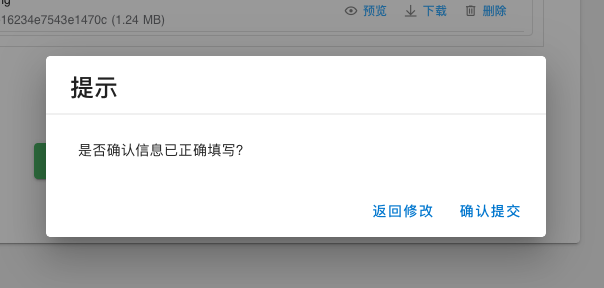 16234e7543e1470c (1.24 MB)
预览 下载 删除
提示
是否确认信息已正确填写?
返回修改 确认提交